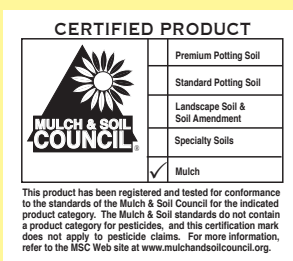 CERTIFIED PRODUCT
Premium Potting Soil
Standard Potting Soil
Landscape Soil &
Soil Amendment
MULCH & SOIL
COUNCIL®
Specialty Soils
✓ Mulch
This product has been registered and tested for conformance
to the standards of the Mulch & Soil Council for the indicated
product category. The Mulch & Soil standards do not contain
a product category for pesticides, and this certification mark
does not apply to pesticide claims. For more information,
refer to the MSC Web site at www.mulchandsoilcouncil.org.